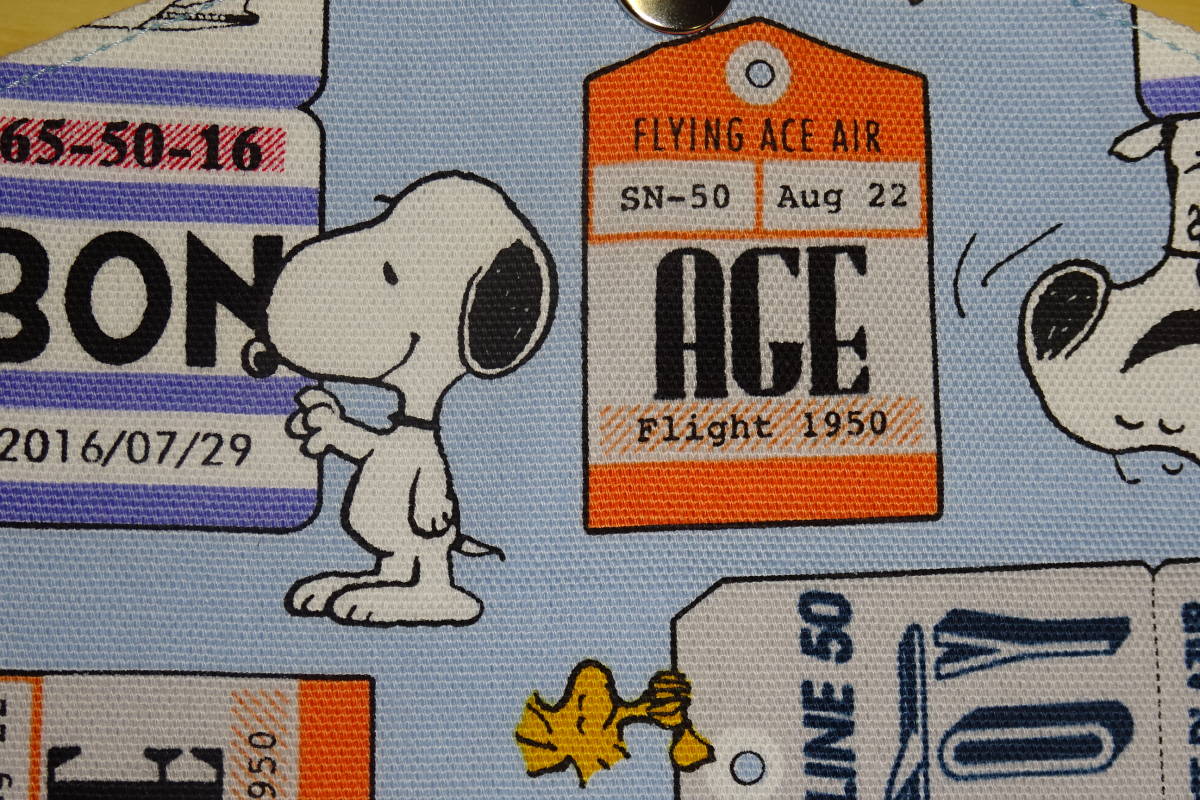 65-50-16
BON
2016/07/29
FLYING ACE AIR
SN-50 Aug 22
ACE
Flight 1950
LINE 50
OY
950